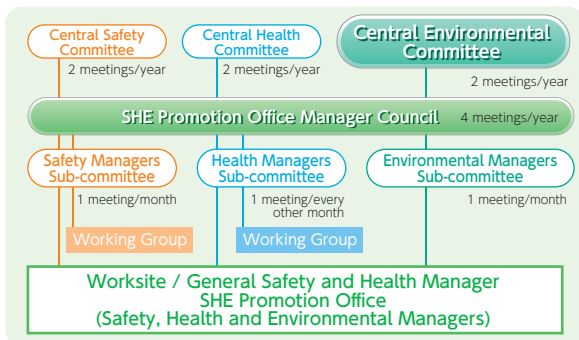 Central Safety
Committee
Central Health
Committee
Central Environmental
Committee
2 meetings/year
2 meetings/year
2 meetings/year
SHE Promotion Office Manager Council
4 meetings/year
Safety Managers
Sub-committee
Health Managers
Sub-committee
Environmental Managers
Sub-committee
1 meeting/month
1 meeting/every
other month
1 meeting/month
Working Group
Working Group
Worksite / General Safety and Health Manager
SHE Promotion Office
(Safety, Health and Environmental Managers)